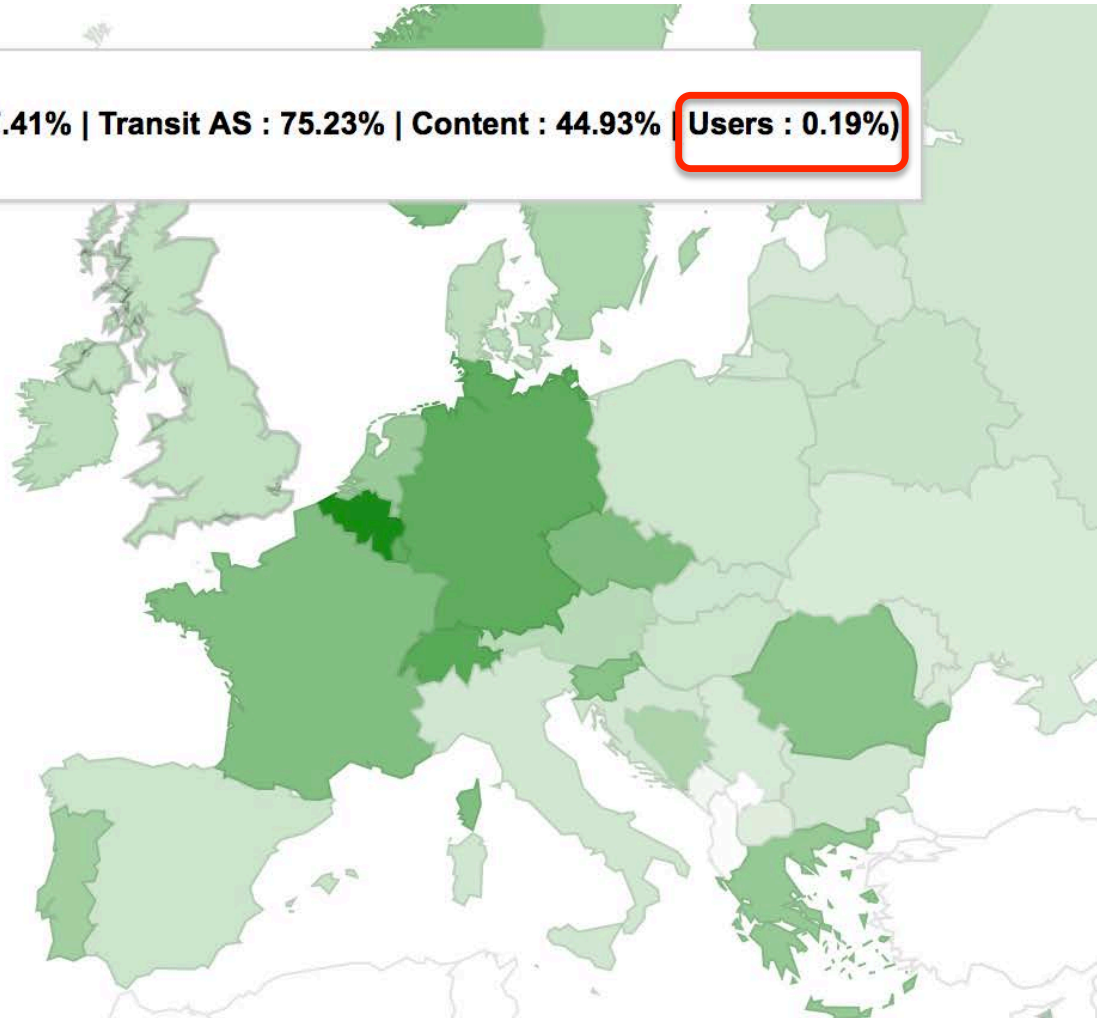 .41% | Transit AS : 75.23% | Content : 44.93% | Users : 0.19%)